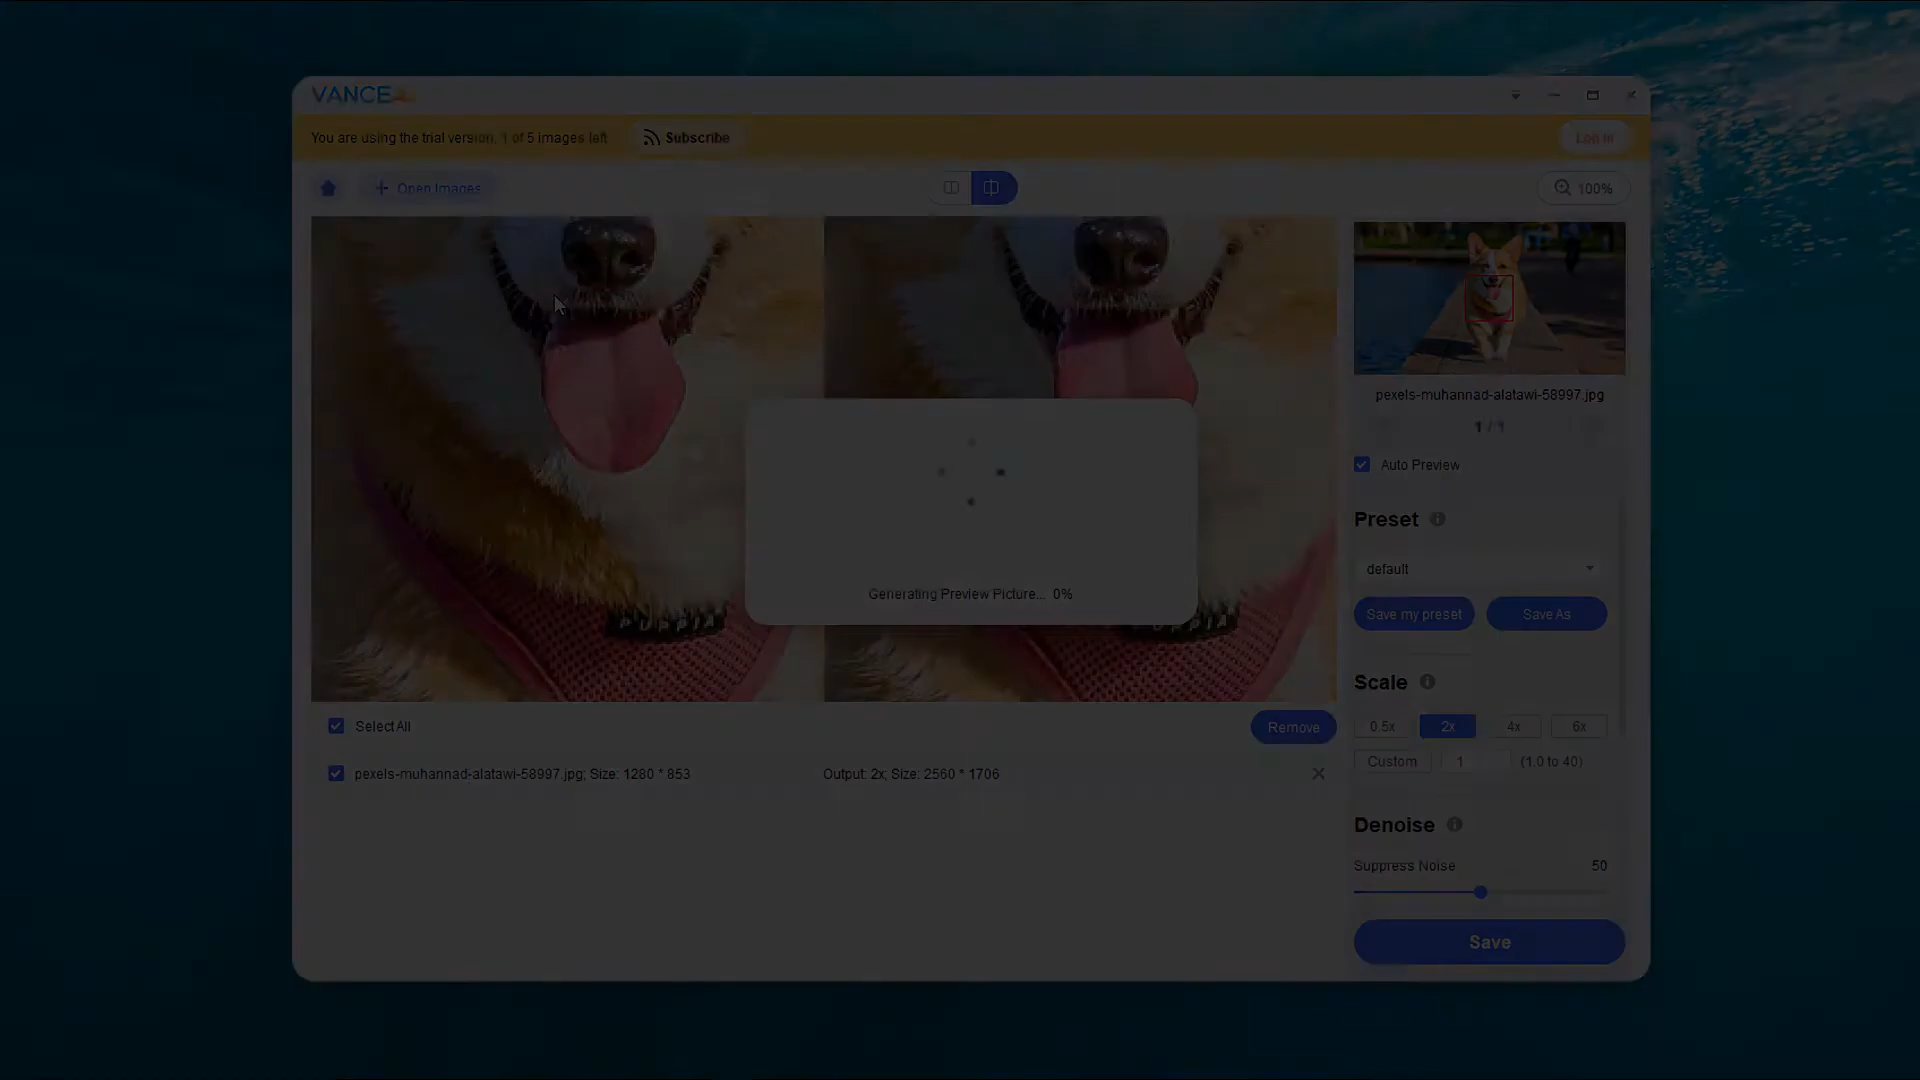 VANCE
You are using the trial version, 1 of 5 images left
Subscribe
Log In
Open Images
100%
pexels-muhannad-alatawi-58997.jpg
1 / 1
Auto Preview
Preset
default
Save my preset
Save As
Generating Preview Picture... 0%
PUPPIA
Scale
0.5x
2x
4x
6x
Custom
1
(1.0 to 40)
Select All
Remove
pexels-muhannad-alatawi-58997.jpg; Size: 1280 * 853
Output: 2x; Size: 2560 * 1706
Denoise
Suppress Noise
50
Save